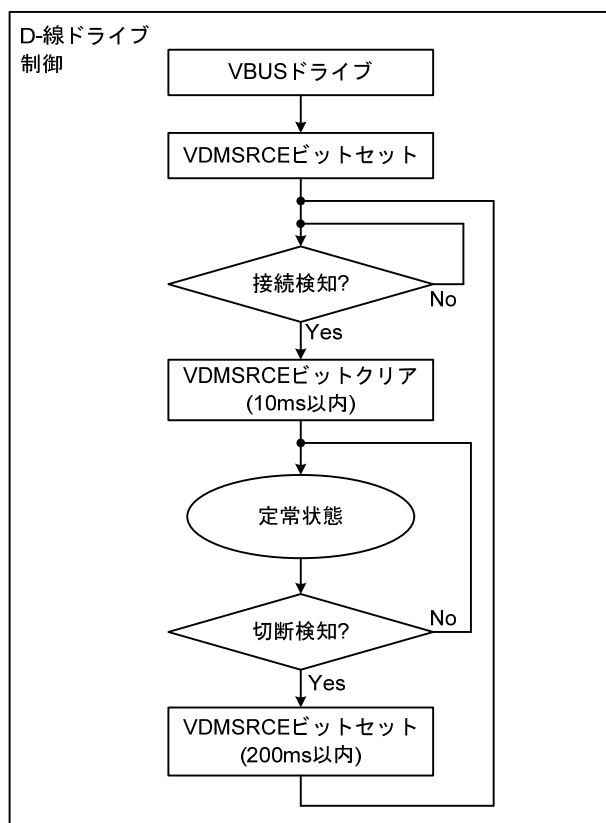 D-線ドライブ
制御
VBUSドライブ
VDMSRCEビットセット
接続検知?
No
Yes
VDMSRCEビットクリア
(10ms以内)
定常状態
切断検知?
No
Yes
VDMSRCEビットセット
(200ms以内)